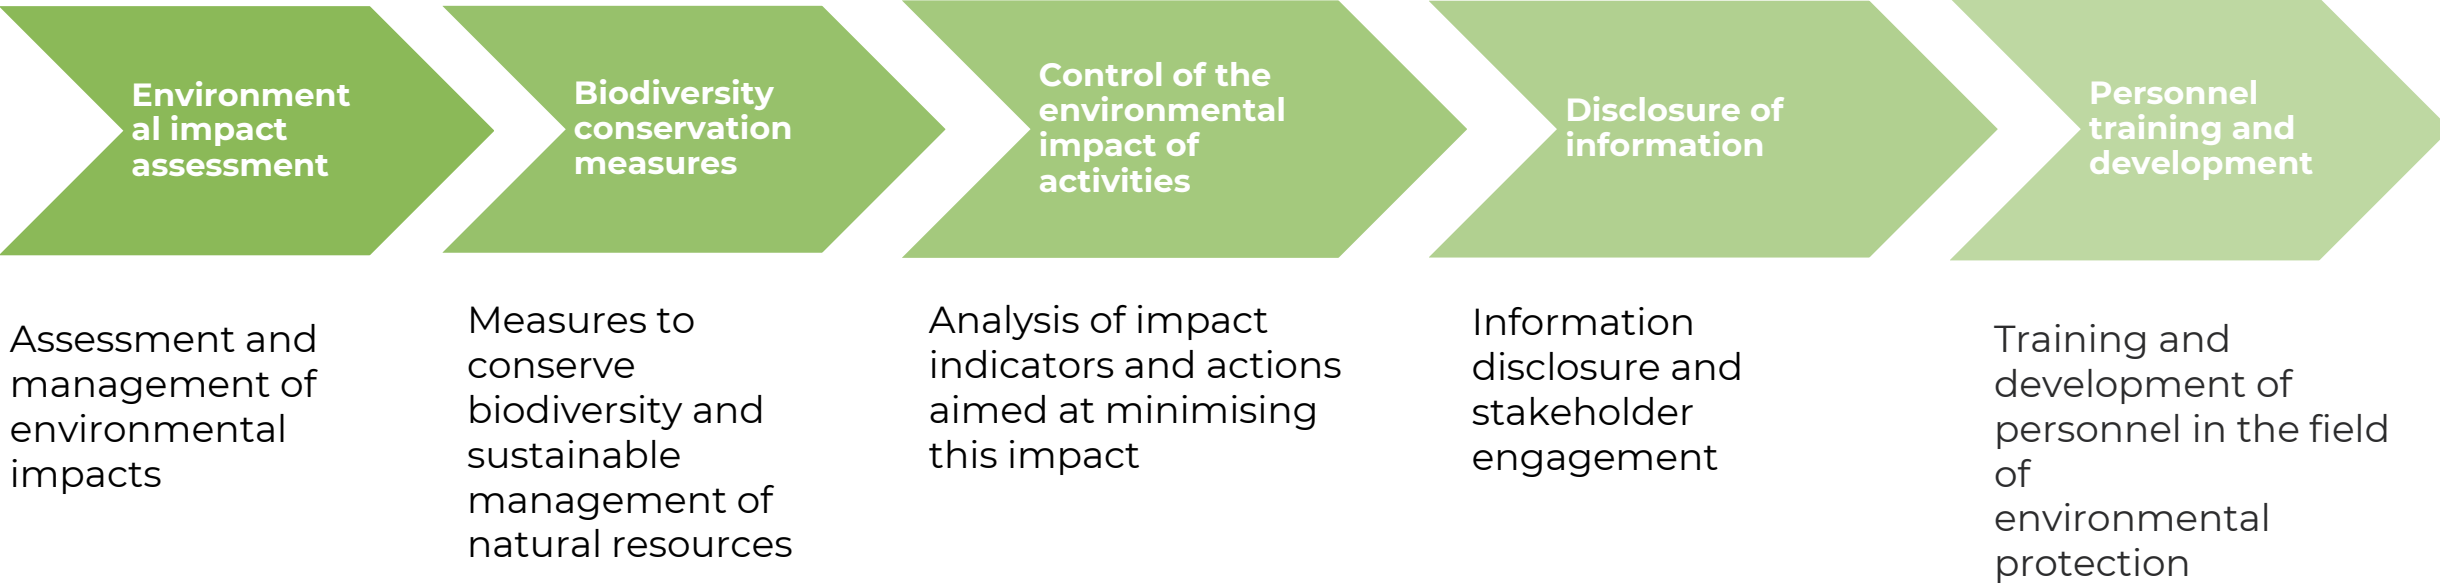 Environment
al impact
assessment
Biodiversity
conservation
measures
Control of the
environmental
impact of
activities
Disclosure of
information
Personnel
training and
development
Assessment and
management of
environmental
impacts
Measures to
conserve
biodiversity and
sustainable
management of
natural resources
Analysis of impact
indicators and actions
aimed at minimising
this impact
Information
disclosure and
stakeholder
engagement
Training and
development of
personnel in the field
of
environmental
protection